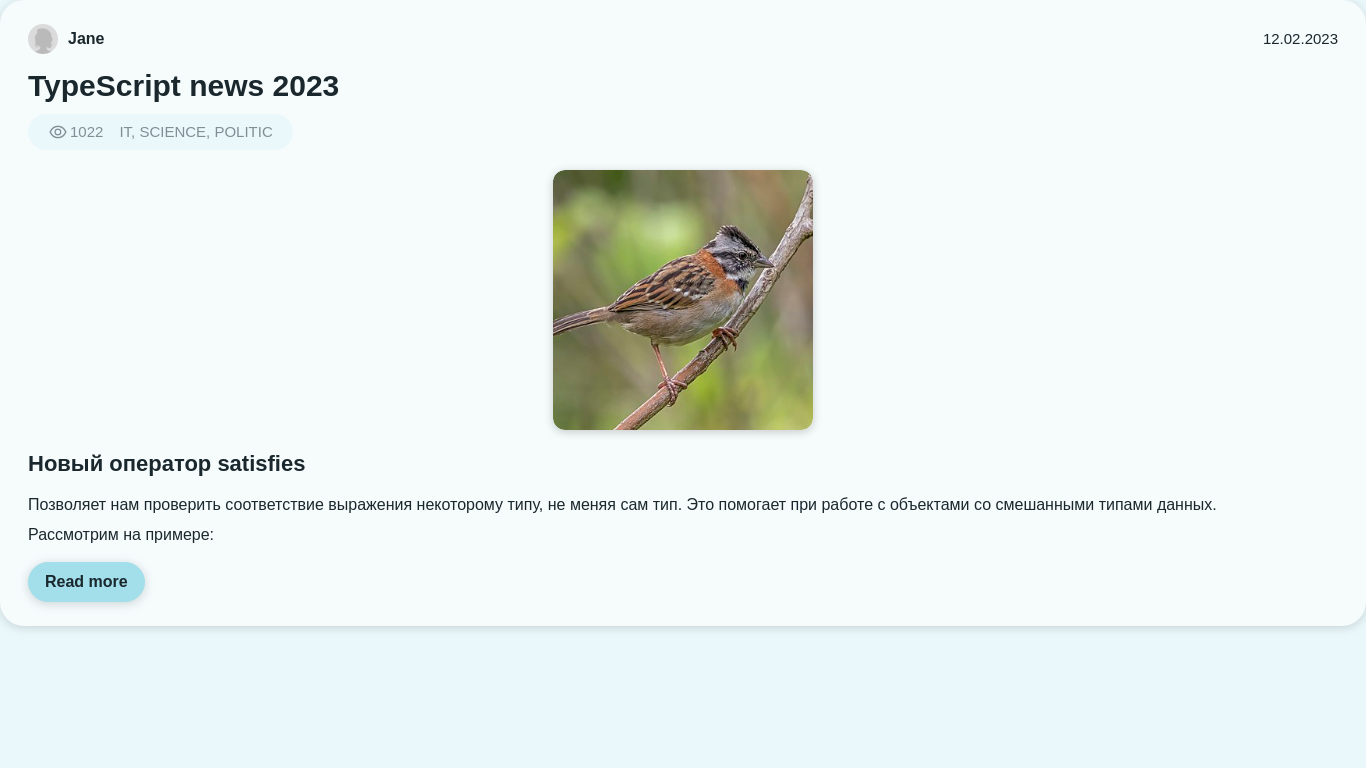 Jane
12.02.2023
TypeScript news 2023
1022 IT, SCIENCE, POLITIC
Новый оператор satisfies
Позволяет нам проверить соответствие выражения некоторому типу, не меняя сам тип. Это помогает при работе с объектами со смешанными типами данных.
Рассмотрим на примере:
Read more